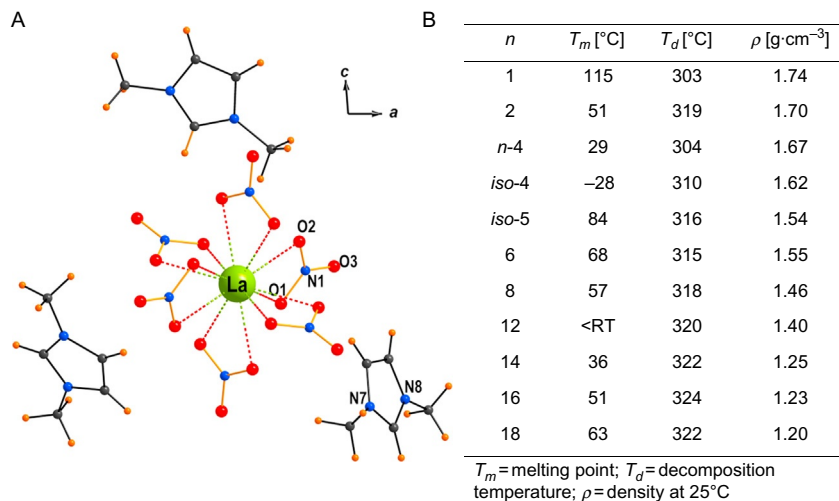 A
c
a
O2
O3
N1
La
O1
N8
N7
B
n Tm [°C] Td [°C] ρ [g·cm−3]
1 115 303 1.74
2 51 319 1.70
n-4 29 304 1.67
iso-4 −28 310 1.62
iso-5 84 316 1.54
6 68 315 1.55
8 57 318 1.46
12 <RT 320 1.40
14 36 322 1.25
16 51 324 1.23
18 63 322 1.20
Tm=melting point; Td=decomposition
temperature; ρ=density at 25°C